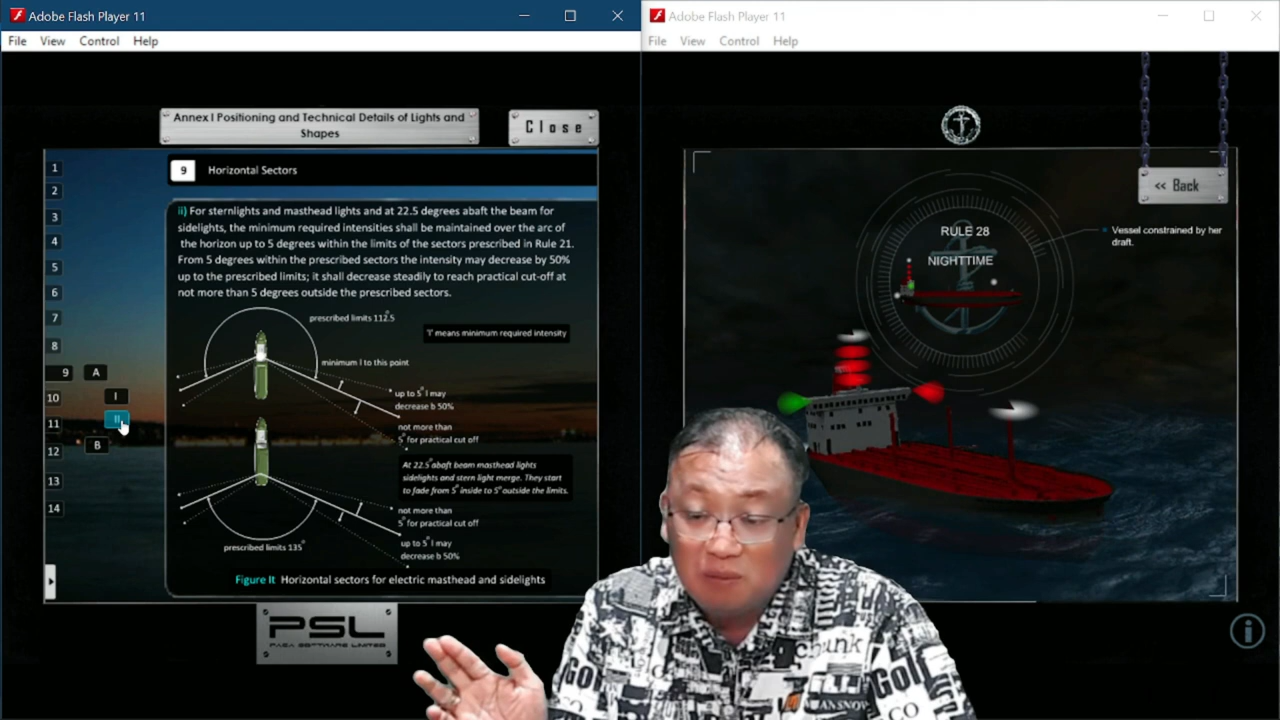 Adobe Flash Player 11
File View Control Help
Annex I Positioning and Technical Details of Lights and
Shapes
Close
9 Horizontal Sectors
ii) For sternlights and masthead lights and at 22.5 degrees abaft the beam for
sidelights, the minimum required intensities shall be maintained over the arc of
the horizon up to 5 degrees within the limits of the sectors prescribed in Rule 21.
From 5 degrees within the prescribed sectors the intensity may decrease by 50%
up to the prescribed limits; it shall decrease steadily to reach practical cut-off at
not more than 5 degrees outside the prescribed sectors.
prescribed limits 112.5°
'I' means minimum required intensity
minimum I to this point
up to 5° I may
decrease b 50%
not more than
5° for practical cut off
At 22.5° abaft beam masthead lights
sidelights and stern light merge. They start
to fade from 5° inside to 5° outside the limits.
not more than
5° for practical cut off
up to 5° I may
decrease b 50%
prescribed limits 135°
Figure It Horizontal sectors for electric masthead and sidelights
1
2
3
4
5
6
7
8
9 A
10 I
II
11
B
12
13
14
PSL
PASA SOFTWARE LIMITED
Adobe Flash Player 11
File View Control Help
<< Back
RULE 28
NIGHTTIME
Vessel constrained by her
draft.
i
chunk
Go!
Go!
CO
CO